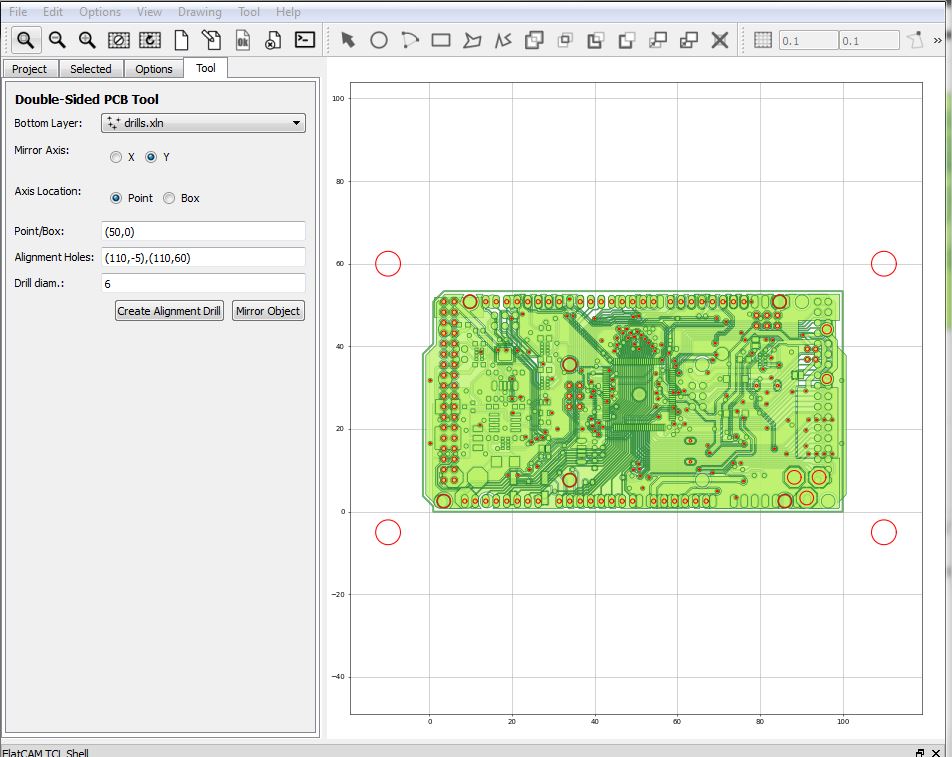 File Edit Options View Drawing Tool Help
Ok 0.1 0.1 »
Project Selected Options Tool
Double-Sided PCB Tool
Bottom Layer: drills.xln
Mirror Axis: X Y
Axis Location: Point Box
Point/Box: (50,0)
Alignment Holes: (110,-5),(110,60)
Drill diam.: 6
Create Alignment Drill Mirror Object
100
80
60
40
20
0
−20
−40
0 20 40 60 80 100
FlatCAM TCL Shell